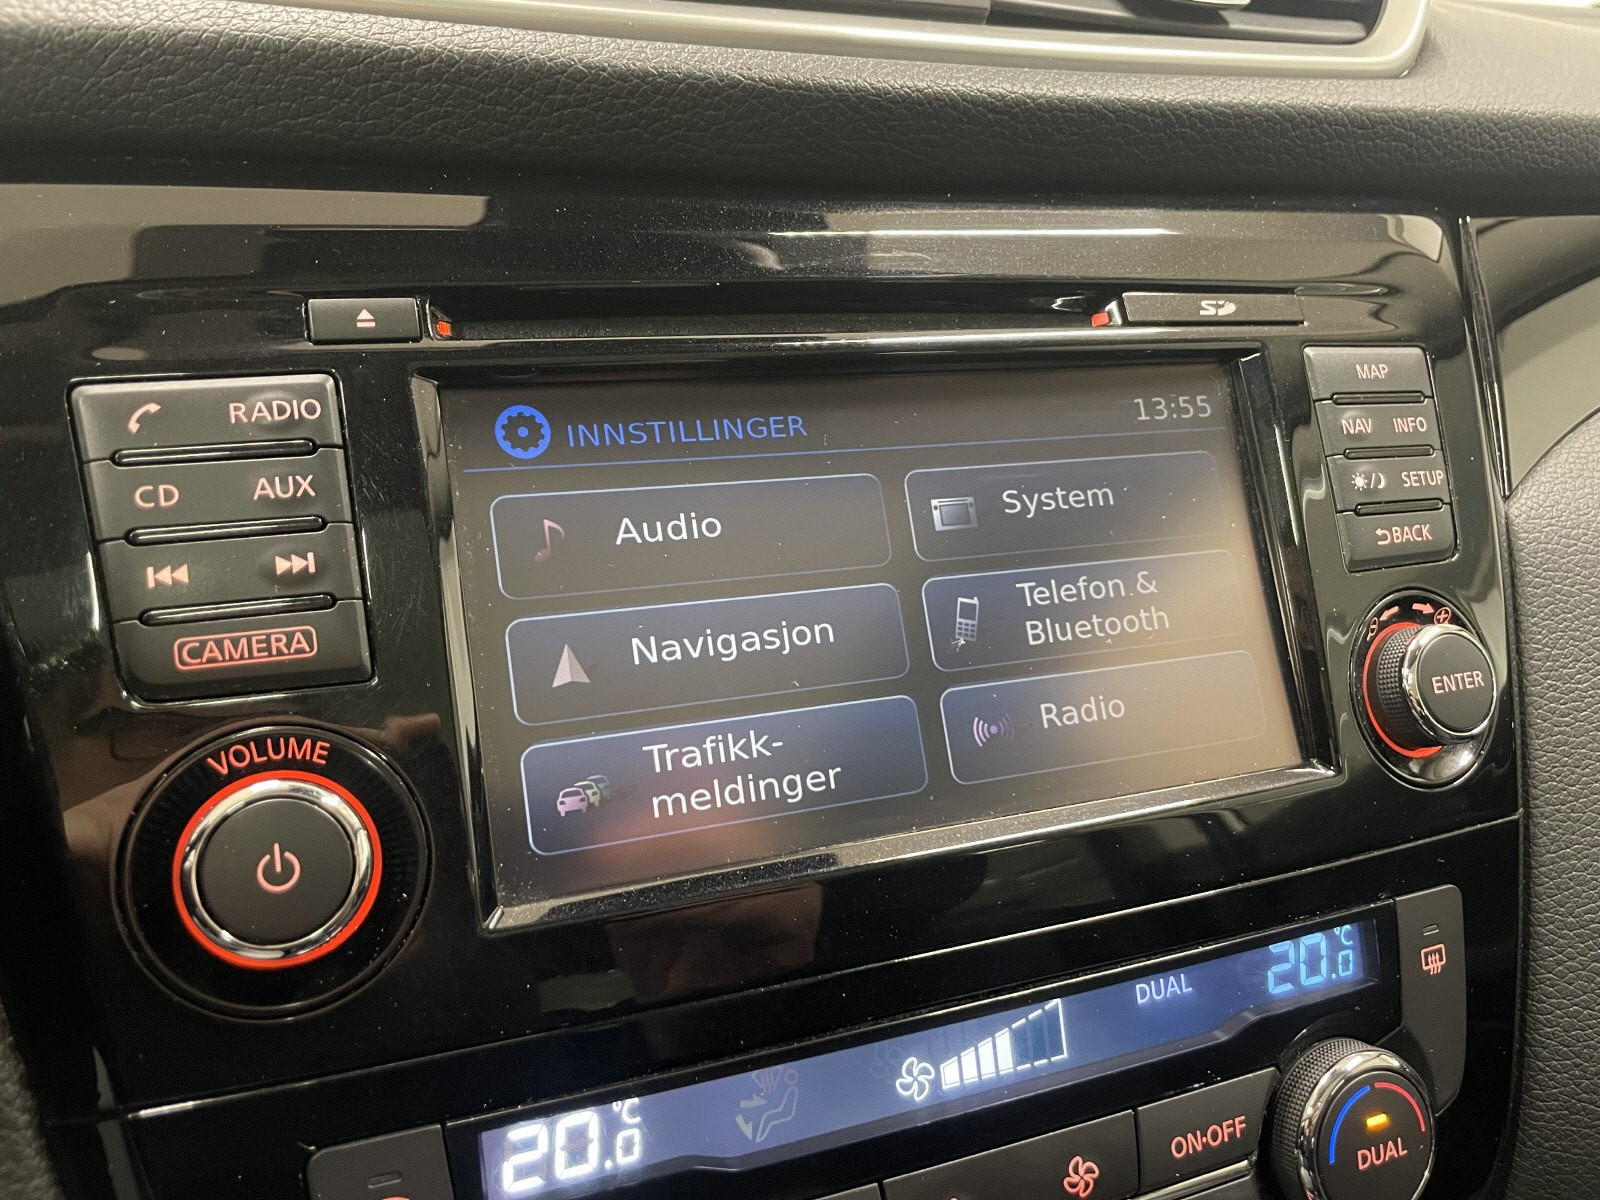 SD
RADIO
CD AUX
CAMERA
VOLUME
INNSTILLINGER
13:55
Audio
System
Navigasjon
Telefon &
Bluetooth
Trafikk-
meldinger
Radio
MAP
NAV INFO
SETUP
BACK
ENTER
20.0 °C
DUAL
20.0 °C
ON·OFF
DUAL